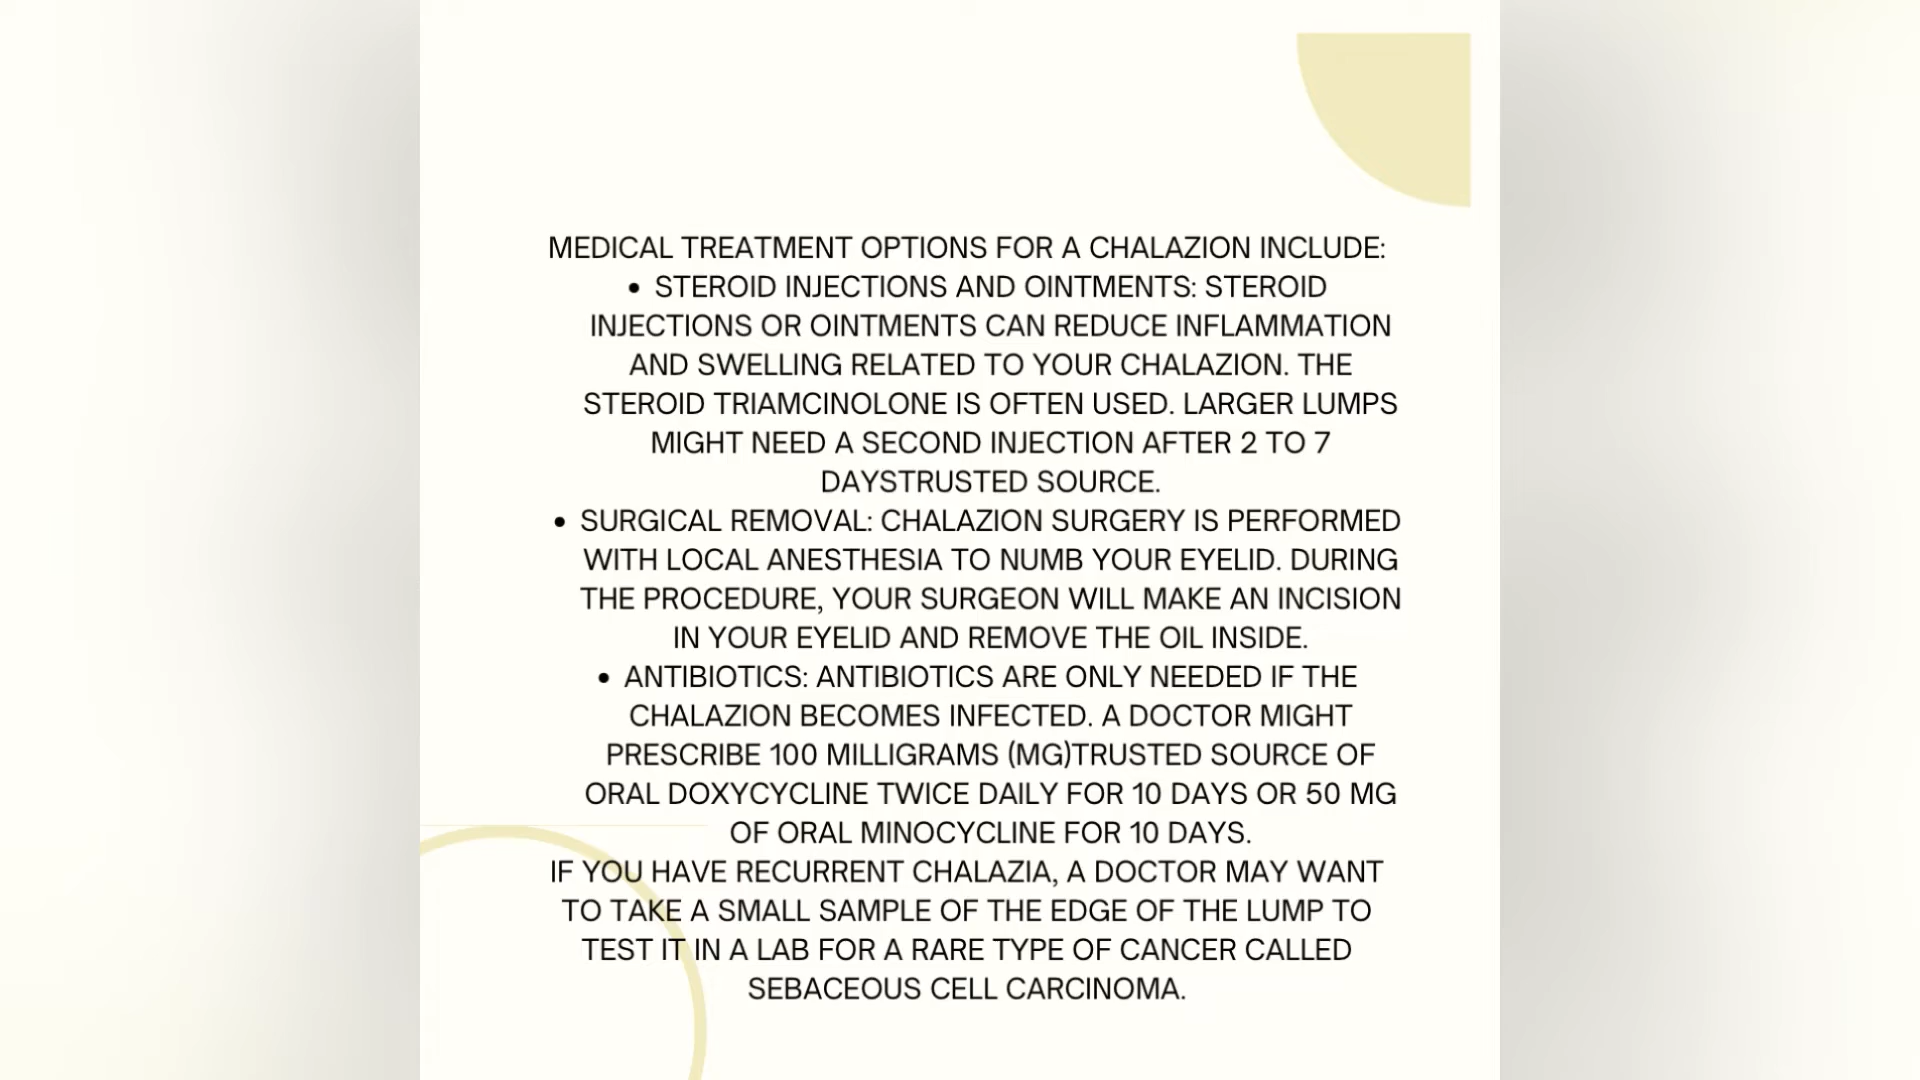 MEDICAL TREATMENT OPTIONS FOR A CHALAZION INCLUDE:
• STEROID INJECTIONS AND OINTMENTS: STEROID
INJECTIONS OR OINTMENTS CAN REDUCE INFLAMMATION
AND SWELLING RELATED TO YOUR CHALAZION. THE
STEROID TRIAMCINOLONE IS OFTEN USED. LARGER LUMPS
MIGHT NEED A SECOND INJECTION AFTER 2 TO 7
DAYSTRUSTED SOURCE.
• SURGICAL REMOVAL: CHALAZION SURGERY IS PERFORMED
WITH LOCAL ANESTHESIA TO NUMB YOUR EYELID. DURING
THE PROCEDURE, YOUR SURGEON WILL MAKE AN INCISION
IN YOUR EYELID AND REMOVE THE OIL INSIDE.
• ANTIBIOTICS: ANTIBIOTICS ARE ONLY NEEDED IF THE
CHALAZION BECOMES INFECTED. A DOCTOR MIGHT
PRESCRIBE 100 MILLIGRAMS (MG)TRUSTED SOURCE OF
ORAL DOXYCYCLINE TWICE DAILY FOR 10 DAYS OR 50 MG
OF ORAL MINOCYCLINE FOR 10 DAYS.
IF YOU HAVE RECURRENT CHALAZIA, A DOCTOR MAY WANT
TO TAKE A SMALL SAMPLE OF THE EDGE OF THE LUMP TO
TEST IT IN A LAB FOR A RARE TYPE OF CANCER CALLED
SEBACEOUS CELL CARCINOMA.